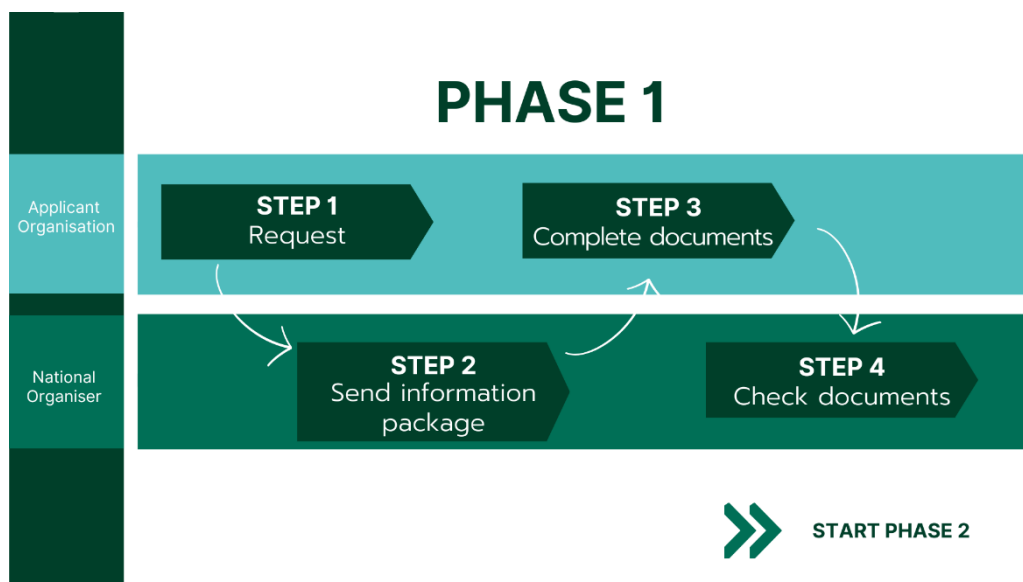 PHASE 1
Applicant
Organisation
STEP 1
Request
STEP 3
Complete documents
National
Organiser
STEP 2
Send information
package
STEP 4
Check documents
START PHASE 2